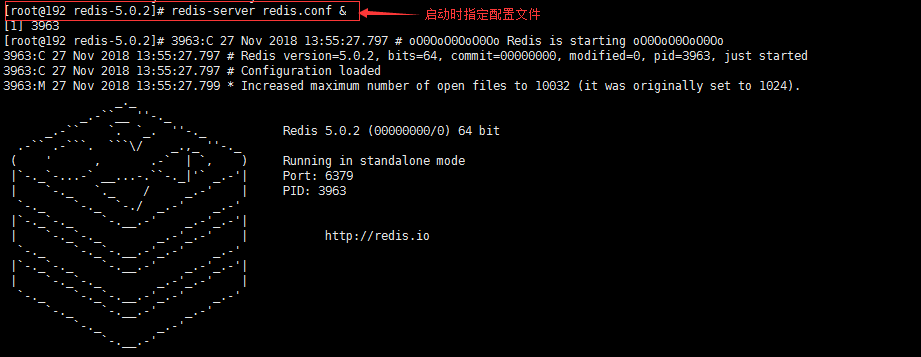 [root@192 redis-5.0.2]# redis-server redis.conf &
启动时指定配置文件
[1] 3963
[root@192 redis-5.0.2]# 3963:C 27 Nov 2018 13:55:27.797 # oO0OoO0OoO0Oo Redis is starting oO0OoO0OoO0Oo
3963:C 27 Nov 2018 13:55:27.797 # Redis version=5.0.2, bits=64, commit=00000000, modified=0, pid=3963, just started
3963:C 27 Nov 2018 13:55:27.797 # Configuration loaded
3963:M 27 Nov 2018 13:55:27.799 * Increased maximum number of open files to 10032 (it was originally set to 1024).
Redis 5.0.2 (00000000/0) 64 bit
Running in standalone mode
Port: 6379
PID: 3963
http://redis.io